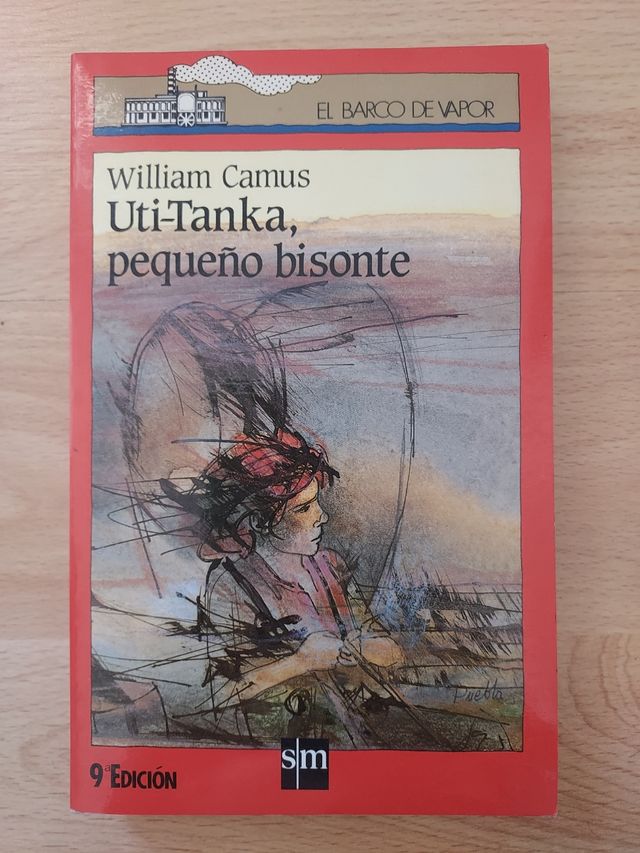 EL BARCO DE VAPOR
William Camus
Uti-Tanka,
pequeño bisonte
Puebla
sm
9ª EDICIÓN